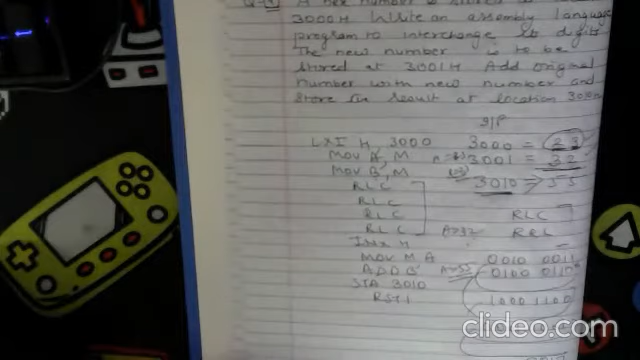 A number is stored at
3000H Write an assembly language
program to interchange its digits
The new number is to be
stored at 3001H Add original
number with new number and
store the result at location 3010H
I/P
LXI H, 3000 3000 = 23
MOV A, M 3001 = 32
MOV B, M
RLC 3010 => 55
RLC
RLC RLC
RLC A=>32 RLC
INX H
MOV M A 0010 0011
ADD B A=>55 0100 0110
STA 3010
RST 1 1000 1100
clideo.com